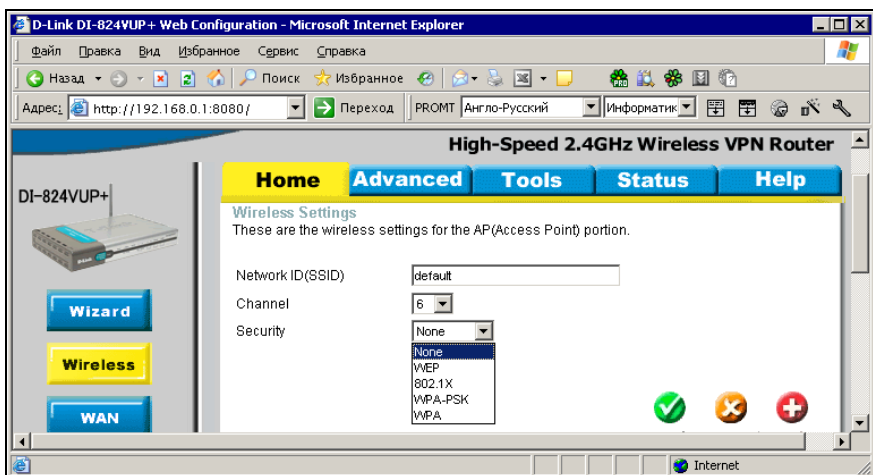 D-Link DI-824VUP+ Web Configuration - Microsoft Internet Explorer
Файл Правка Вид Избранное Сервис Справка
Назад Поиск Избранное
Адрес: http://192.168.0.1:8080/ Переход PROMT Англо-Русский Информатик
High-Speed 2.4GHz Wireless VPN Router
DI-824VUP+
Home Advanced Tools Status Help
Wireless Settings
These are the wireless settings for the AP(Access Point) portion.
Network ID(SSID) default
Channel 6
Security None
None
WEP
802.1X
WPA-PSK
WPA
Wizard
Wireless
WAN
Internet